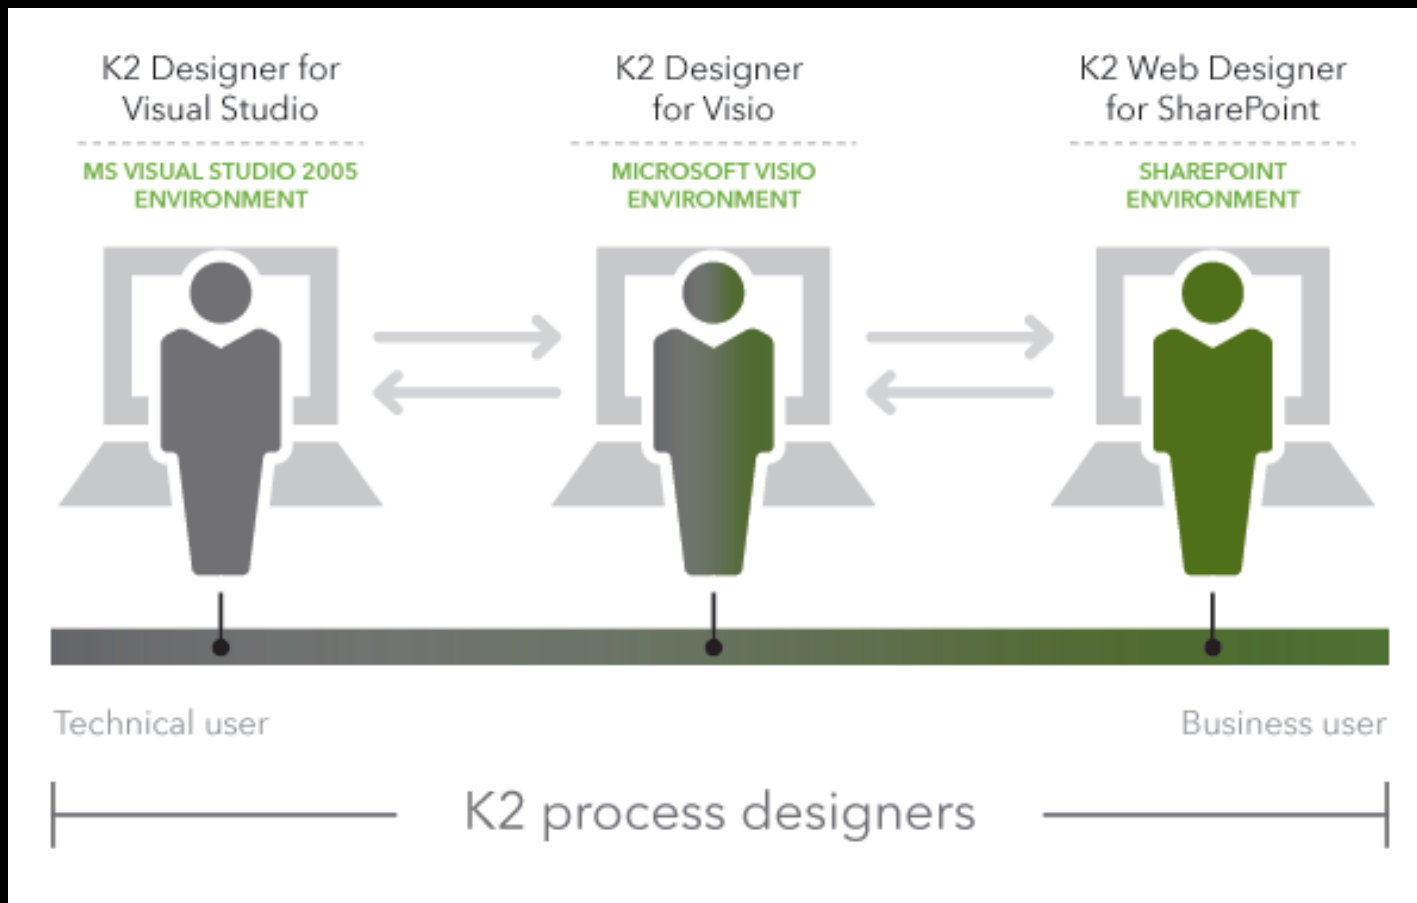 K2 Designer for
Visual Studio
MS VISUAL STUDIO 2005
ENVIRONMENT
K2 Designer
for Visio
MICROSOFT VISIO
ENVIRONMENT
K2 Web Designer
for SharePoint
SHAREPOINT
ENVIRONMENT
Technical user
Business user
K2 process designers